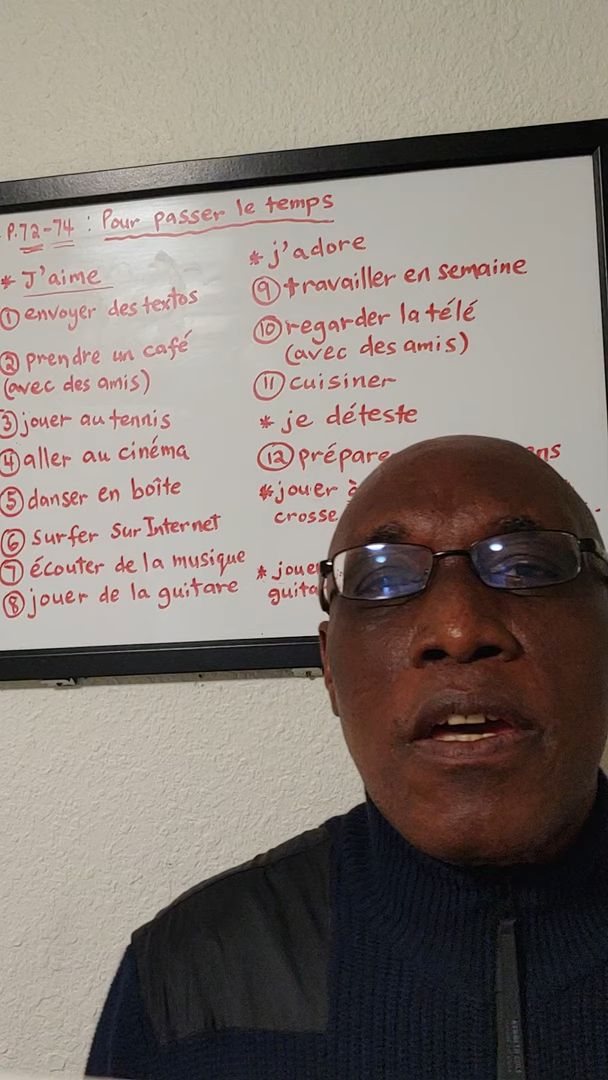 P.72-74 : Pour passer le temps
* J'aime
① envoyer des textos
② prendre un café
(avec des amis)
③ jouer au tennis
④ aller au cinéma
⑤ danser en boîte
⑥ surfer sur Internet
⑦ écouter de la musique
⑧ jouer de la guitare
* j'adore
⑨ travailler en semaine
⑩ regarder la télé
(avec des amis)
⑪ cuisiner
* je déteste
⑫
* jouer
crosse
*